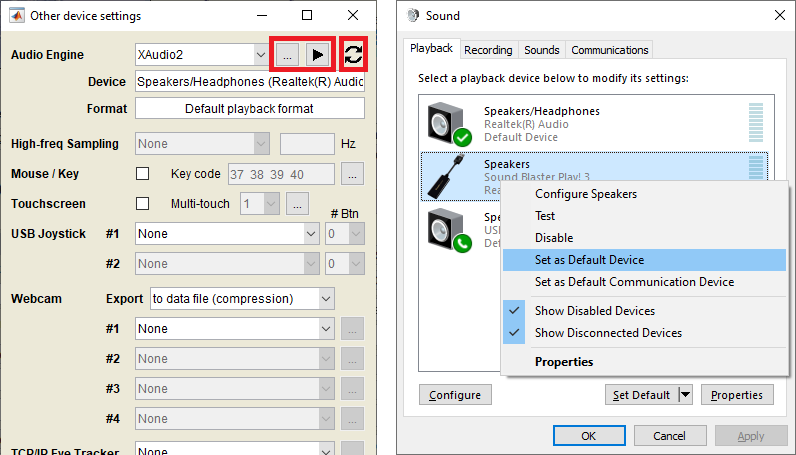 Other device settings
Audio Engine XAudio2 ...
Device Speakers/Headphones (Realtek(R) Audio
Format Default playback format
High-freq Sampling None Hz
Mouse / Key Key code 37 38 39 40 ...
Touchscreen Multi-touch 1 ...
# Btn
USB Joystick #1 None 0
#2 None 0
Webcam Export to data file (compression)
#1 None ...
#2 None ...
#3 None ...
#4 None ...
TCP/IP Eye Tracker None
Sound
Playback Recording Sounds Communications
Select a playback device below to modify its settings:
Speakers/Headphones
Realtek(R) Audio
Default Device
Speakers
Sound Blaster Play! 3
Rea
Spe
USB
Def
Configure Speakers
Test
Disable
Set as Default Device
Set as Default Communication Device
Show Disabled Devices
Show Disconnected Devices
Properties
Configure Set Default Properties
OK Cancel Apply